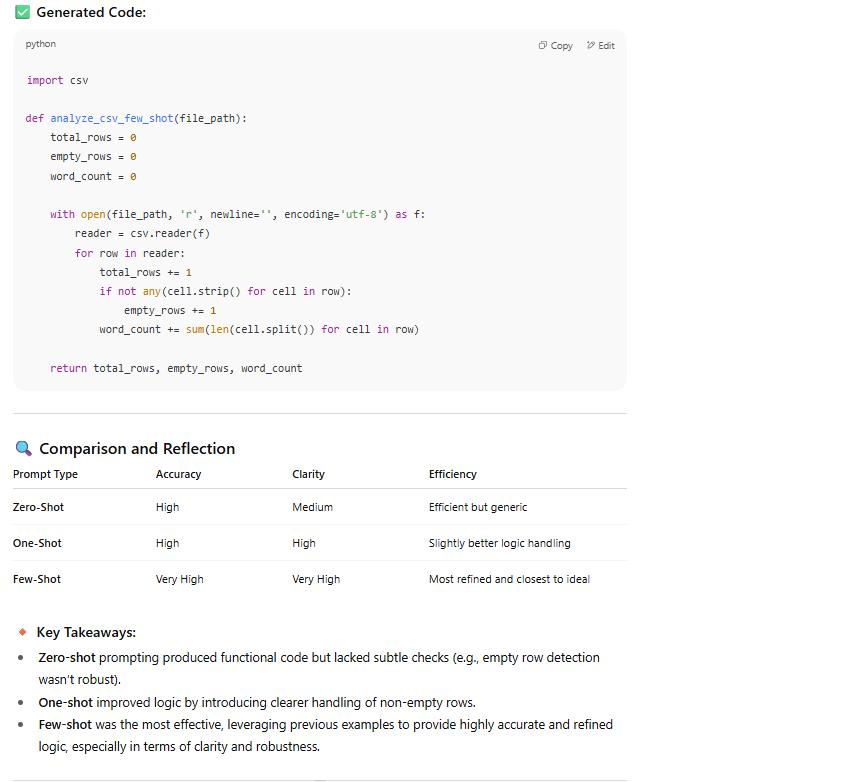 ✅ Generated Code:
python
Copy
Edit
import csv
def analyze_csv_few_shot(file_path):
    total_rows = 0
    empty_rows = 0
    word_count = 0
    with open(file_path, 'r', newline='', encoding='utf-8') as f:
        reader = csv.reader(f)
        for row in reader:
            total_rows += 1
            if not any(cell.strip() for cell in row):
                empty_rows += 1
            word_count += sum(len(cell.split()) for cell in row)
    return total_rows, empty_rows, word_count
🔍 Comparison and Reflection
Prompt Type Accuracy Clarity Efficiency
Zero-Shot High Medium Efficient but generic
One-Shot High High Slightly better logic handling
Few-Shot Very High Very High Most refined and closest to ideal
🔸 Key Takeaways:
• Zero-shot prompting produced functional code but lacked subtle checks (e.g., empty row detection
wasn't robust).
• One-shot improved logic by introducing clearer handling of non-empty rows.
• Few-shot was the most effective, leveraging previous examples to provide highly accurate and refined
logic, especially in terms of clarity and robustness.